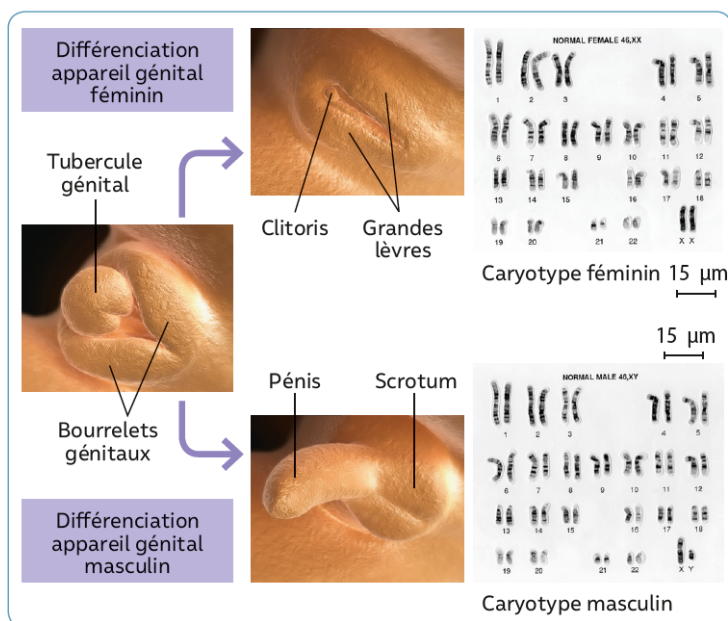 Différenciation
appareil génital
féminin
Tubercule
génital
Bourrelets
génitaux
Différenciation
appareil génital
masculin
Clitoris
Grandes
lèvres
Pénis
Scrotum
NORMAL FEMALE 46,XX
1 2 3 4 5
6 7 8 9 10 11 12
13 14 15 16 17 18
19 20 21 22 X X
Caryotype féminin 15 µm
15 µm
NORMAL MALE 46,XY
1 2 3 4 5
6 7 8 9 10 11 12
13 14 15 16 17 18
19 20 21 22 X Y
Caryotype masculin